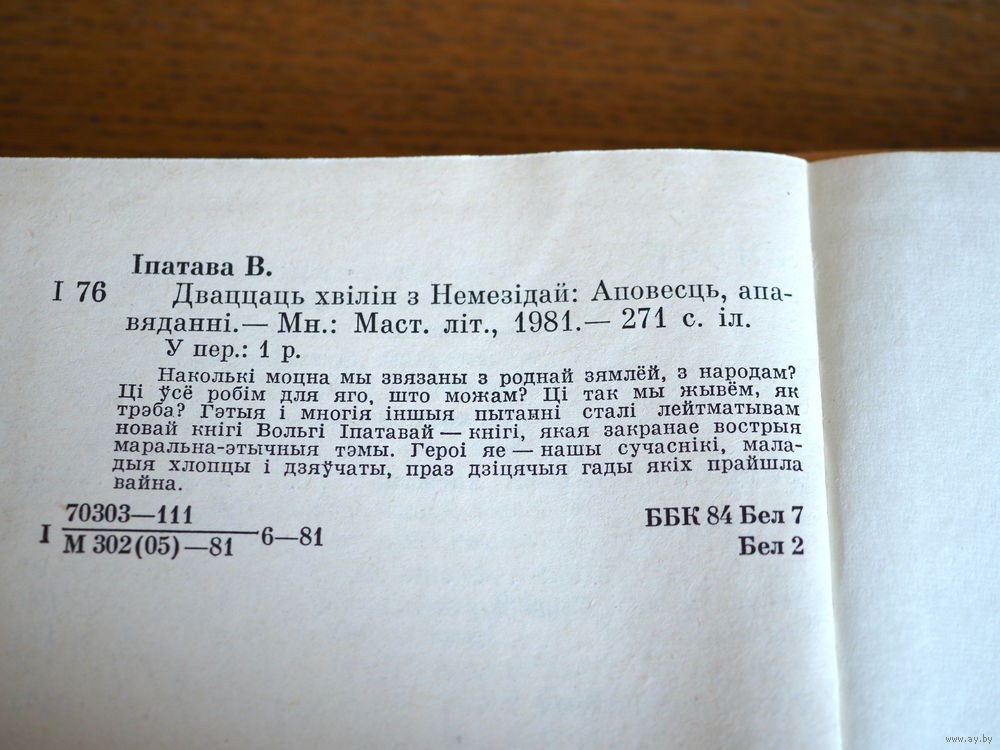 Іпатава В.
І 76 Дваццаць хвілін з Немезідай: Аповесць, апа-
вяданні.— Мн.: Маст. літ., 1981.— 271 с. іл.
У пер.: 1 р.
Наколькі моцна мы звязаны з роднай зямлёй, з народам?
Ці ўсё робім для яго, што можам? Ці так мы жывём, як
трэба? Гэтыя і многія іншыя пытанні сталі лейтматывам
новай кнігі Вольгі Іпатавай — кнігі, якая закранае вострыя
маральна-этычныя тэмы. Героі яе — нашы сучаснікі, мала-
дыя хлопцы і дзяўчаты, праз дзіцячыя гады якіх прайшла
вайна.
70303—111
І 6—81
М 302(05)—81
ББК 84 Бел 7
Бел 2
www.ay.by